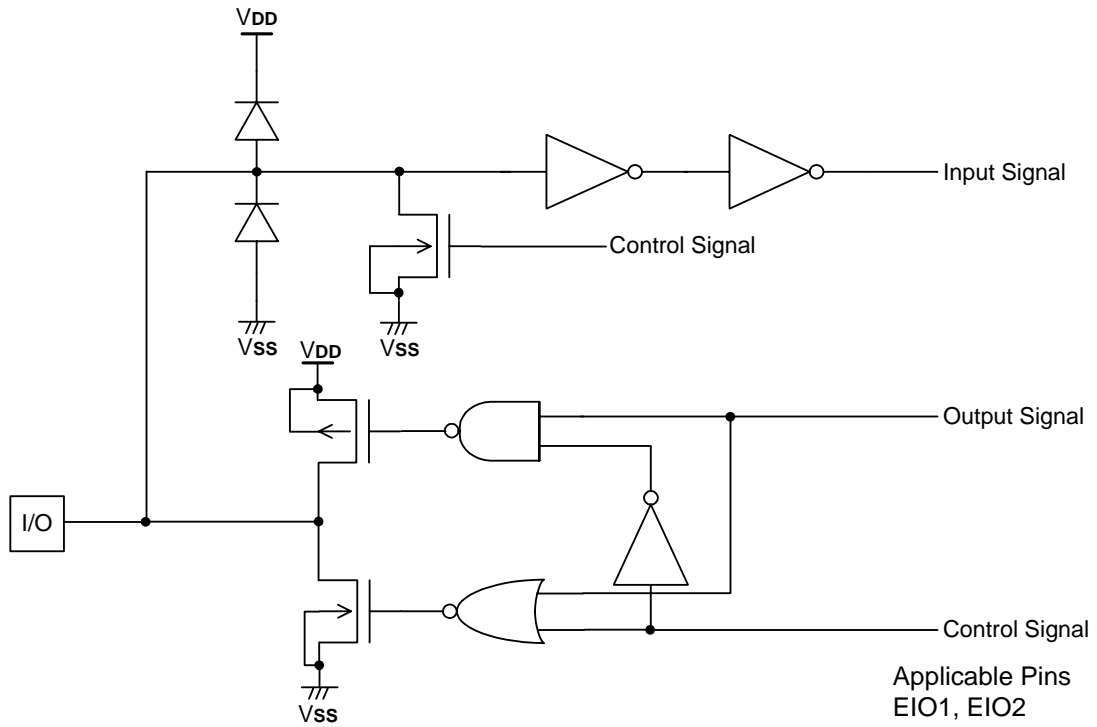 VDD
Input Signal
Control Signal
VSS
VSS
VDD
Output Signal
I/O
Control Signal
VSS
Applicable Pins
EIO1, EIO2